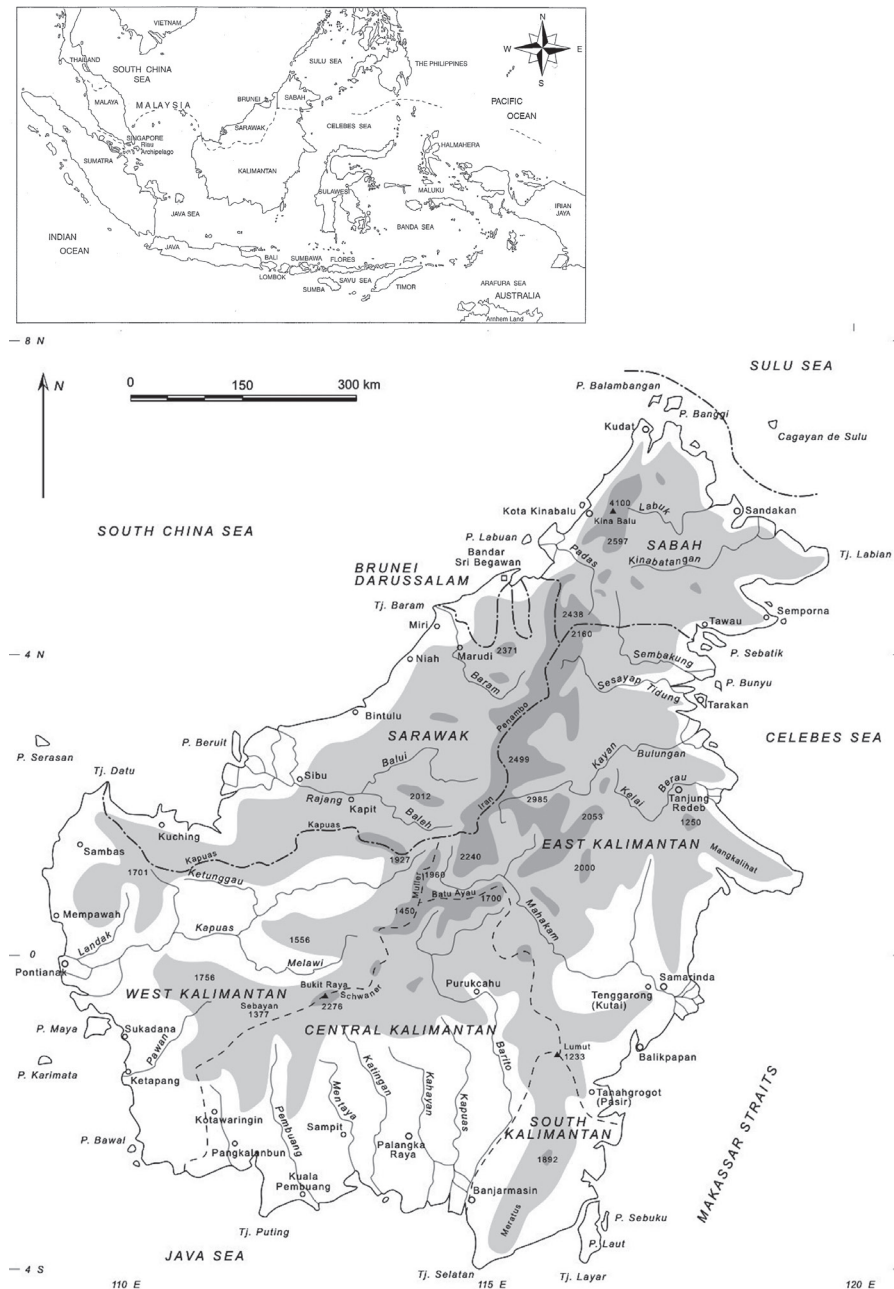 N
VIETNAM
W
E
SULU SEA
THE PHILIPPINES
THAILAND
SOUTH CHINA
SEA
S
MALAYA
BRUNEI
SABAH
PACIFIC
OCEAN
MALAYSIA
SARAWAK
CELEBES SEA
SINGAPORE
Riau
Archipelago
HALMAHERA
SUMATRA
KALIMANTAN
SULAWESI
MALUKU
IRIAN
JAYA
JAVA SEA
BANDA SEA
INDIAN
OCEAN
JAVA
BALI
SUMBAWA
FLORES
LOMBOK
SAVU SEA
SUMBA
TIMOR
ARAFURA SEA
AUSTRALIA
Arnhem Land
8 N
SULU SEA
N
0
150
300 km
P. Balambangan
P. Banggi
Kudat
Cagayan de Sulu
4100
Kota Kinabalu
Kina Balu
Labuk
Sandakan
SOUTH CHINA SEA
P. Labuan
2597
SABAH
Bandar
Sri Begawan
Padas
Kinabatangan
Tj. Labian
BRUNEI
DARUSSALAM
Tj. Baram
2438
Semporna
Miri
2160
Tawau
4 N
Marudi
2371
Niah
Sembakung
P. Sebatik
Baram
Sesayap
Tidung
P. Bunyu
Tarakan
Bintulu
Penambo
SARAWAK
CELEBES SEA
P. Beruit
Balui
2499
Kayan
Bulungan
P. Serasan
Tj. Datu
Sibu
Berau
Rajang
2012
Iran
2985
Kelai
Tanjung
Redeb
Kapit
Baleh
2053
1250
Kuching
Kapuas
Kapuas
EAST KALIMANTAN
Sambas
1927
2240
Mangkalihat
1701
Ketunggau
Muller
1960
2000
Batu Ayau
1700
Mempawah
Kapuas
1450
Mahakam
Landak
1556
0
Melawi
Pontianak
1756
Bukit Raya
Purukcahu
Samarinda
WEST KALIMANTAN
Schwaner
Tenggarong
(Kutai)
Sebayan
1377
2276
P. Maya
Sukadana
CENTRAL KALIMANTAN
Pawan
Barito
Lumut
1233
Balikpapan
P. Karimata
Ketapang
Katingan
Kahayan
Mentaya
Kapuas
Tanahgrogot
(Pasir)
Kotawaringin
Pembuang
Sampit
SOUTH
KALIMANTAN
P. Bawal
Pangkalanbun
Palangka
Raya
MAKASSAR STRAITS
1892
Kuala
Pembuang
Banjarmasin
Meratus
P. Sebuku
Tj. Puting
P. Laut
JAVA SEA
4 S
Tj. Selatan
Tj. Layar
110 E
115 E
120 E